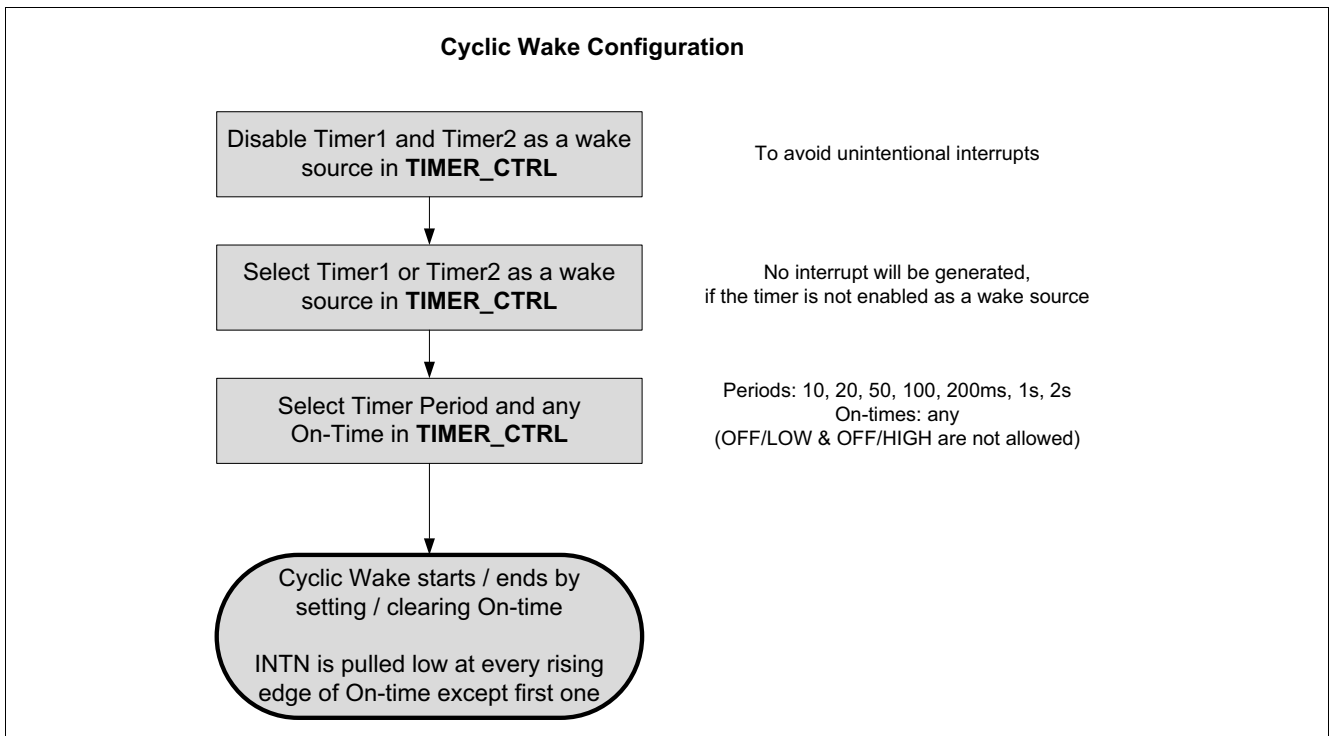 Cyclic Wake Configuration
Disable Timer1 and Timer2 as a wake
source in TIMER_CTRL
To avoid unintentional interrupts
Select Timer1 or Timer2 as a wake
source in TIMER_CTRL
No interrupt will be generated,
if the timer is not enabled as a wake source
Select Timer Period and any
On-Time in TIMER_CTRL
Periods: 10, 20, 50, 100, 200ms, 1s, 2s
On-times: any
(OFF/LOW & OFF/HIGH are not allowed)
Cyclic Wake starts / ends by
setting / clearing On-time
INTN is pulled low at every rising
edge of On-time except first one